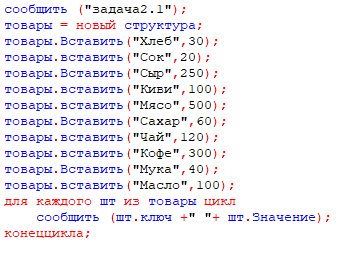 сообщить ("задача2.1");
товары = новый структура;
товары.Вставить("Хлеб",30);
товары.Вставить("Сок",20);
товары.Вставить("Сыр",250);
товары.Вставить("Киви",100);
товары.Вставить("Мясо",500);
товары.Вставить("Сахар",60);
товары.вставить("Чай",120);
товары.вставить("Кофе",300);
товары.вставить("Мука",40);
товары.вставить("Масло",100);
для каждого шт из товары цикл
    сообщить (шт.ключ +" "+ шт.Значение);
конеццикла;